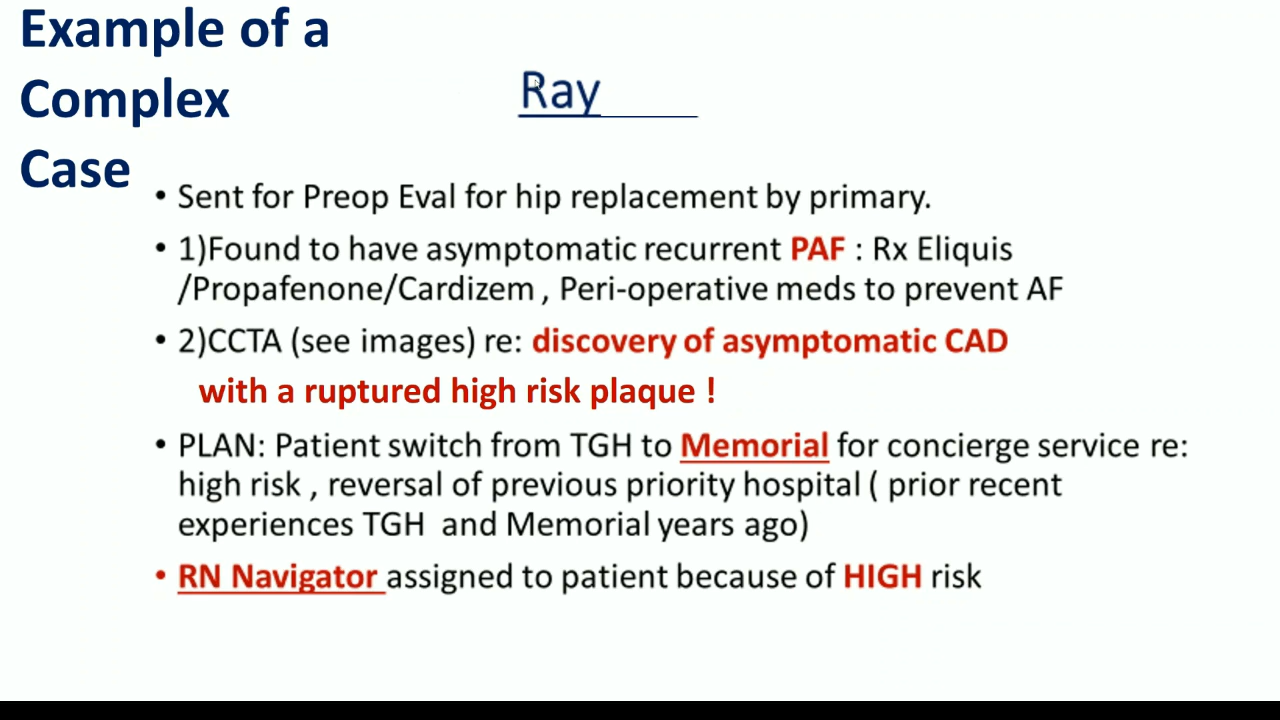 Example of a
Complex
Case
Ray
• Sent for Preop Eval for hip replacement by primary.
• 1)Found to have asymptomatic recurrent PAF : Rx Eliquis
/Propafenone/Cardizem , Peri-operative meds to prevent AF
• 2)CCTA (see images) re: discovery of asymptomatic CAD
with a ruptured high risk plaque !
• PLAN: Patient switch from TGH to Memorial for concierge service re:
high risk , reversal of previous priority hospital ( prior recent
experiences TGH and Memorial years ago)
• RN Navigator assigned to patient because of HIGH risk